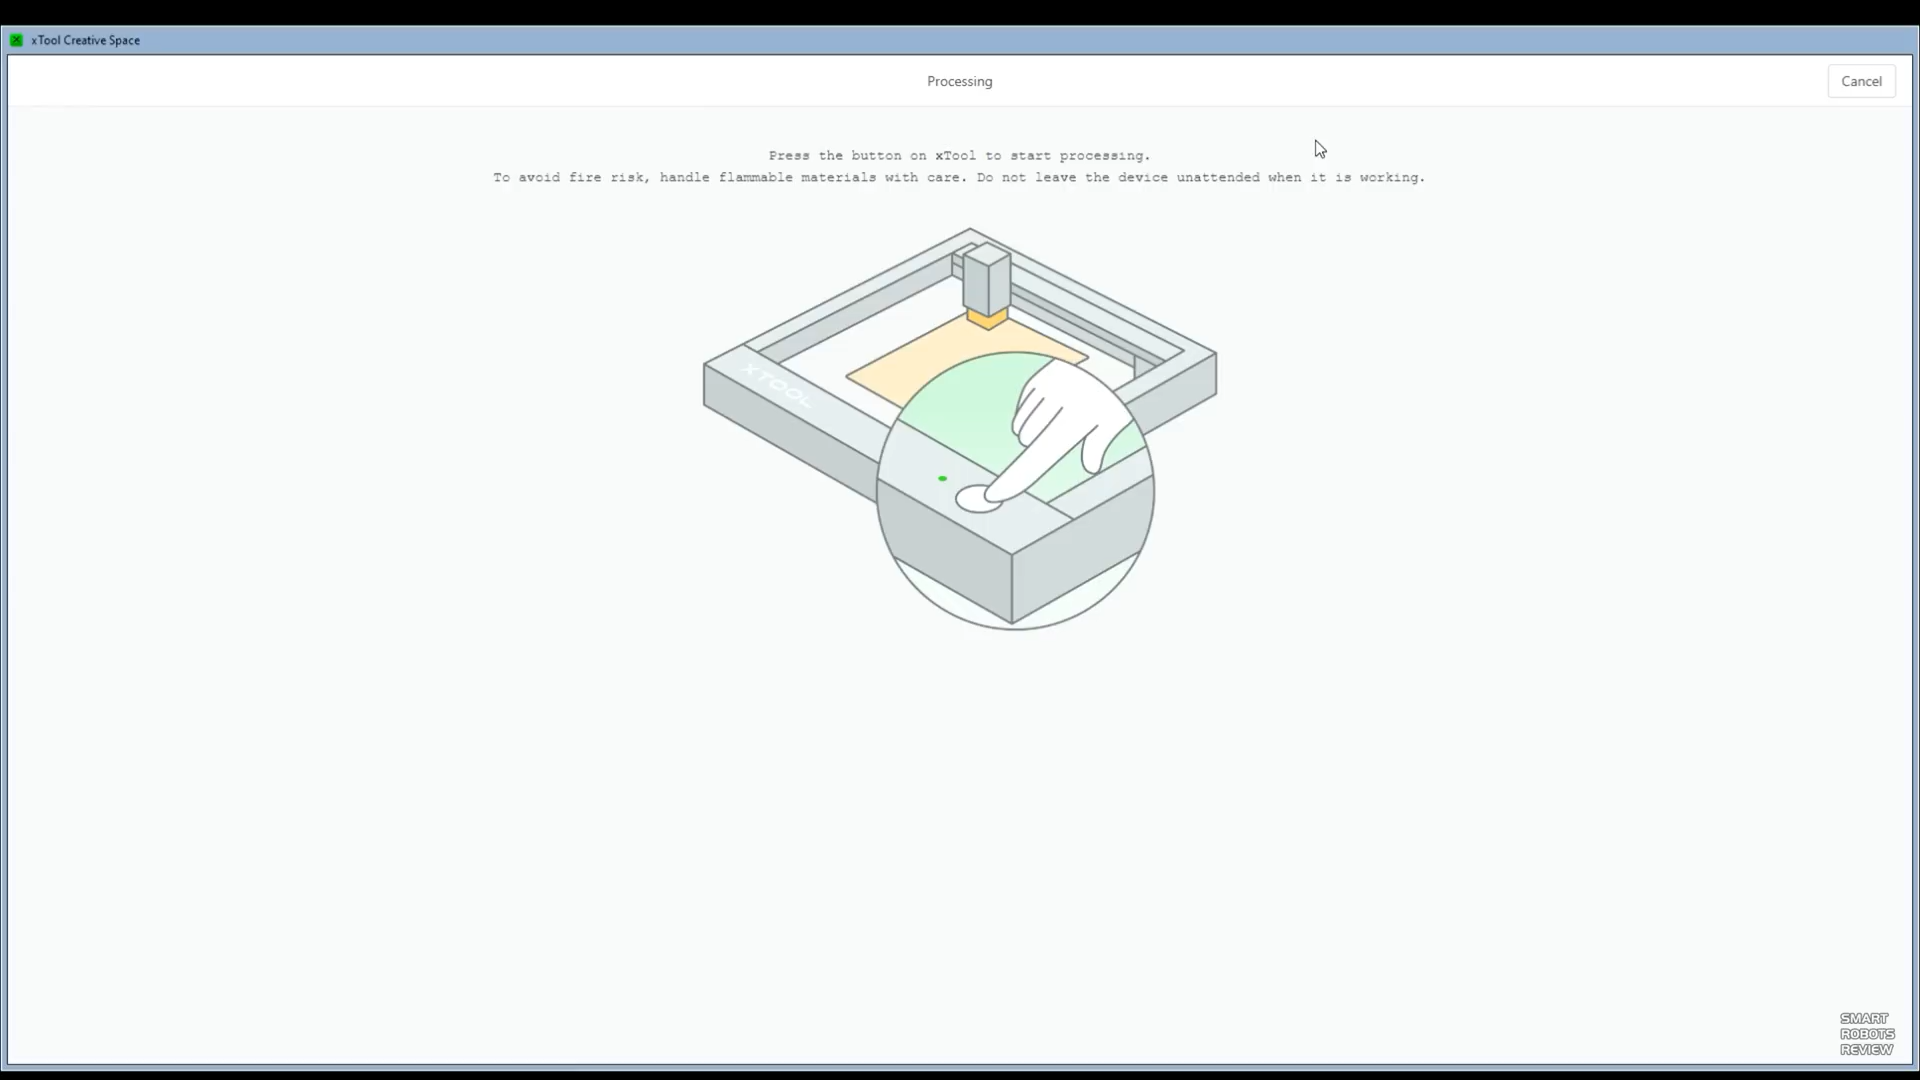 xTool Creative Space
Processing
Cancel
Press the button on xTool to start processing.
To avoid fire risk, handle flammable materials with care. Do not leave the device unattended when it is working.
XTOOL
SMART
ROBOTS
REVIEW